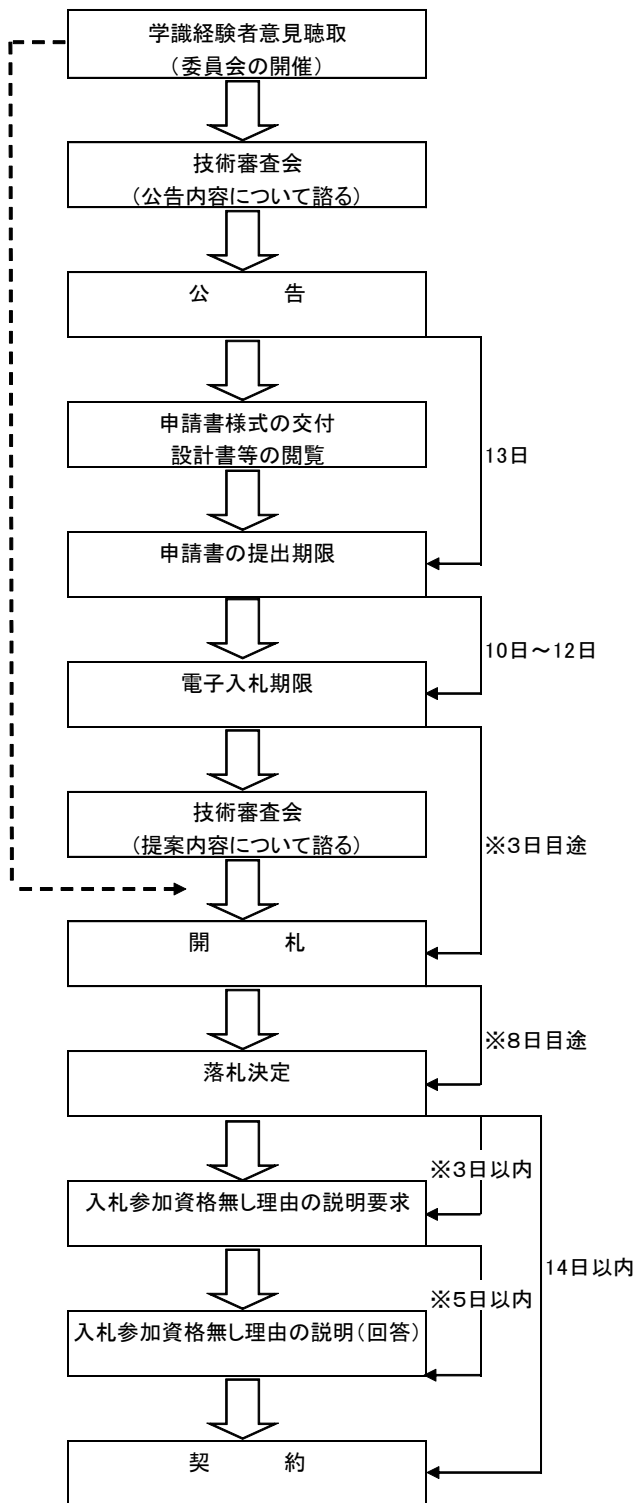 学識経験者意見聴取
（委員会の開催）
技術審査会
（公告内容について諮る）
公　　　告
申請書様式の交付
設計書等の閲覧
13日
申請書の提出期限
10日～12日
電子入札期限
技術審査会
（提案内容について諮る）
※3日目途
開　　　札
※8日目途
落札決定
※3日以内
入札参加資格無し理由の説明要求
14日以内
※5日以内
入札参加資格無し理由の説明（回答）
契　　　約